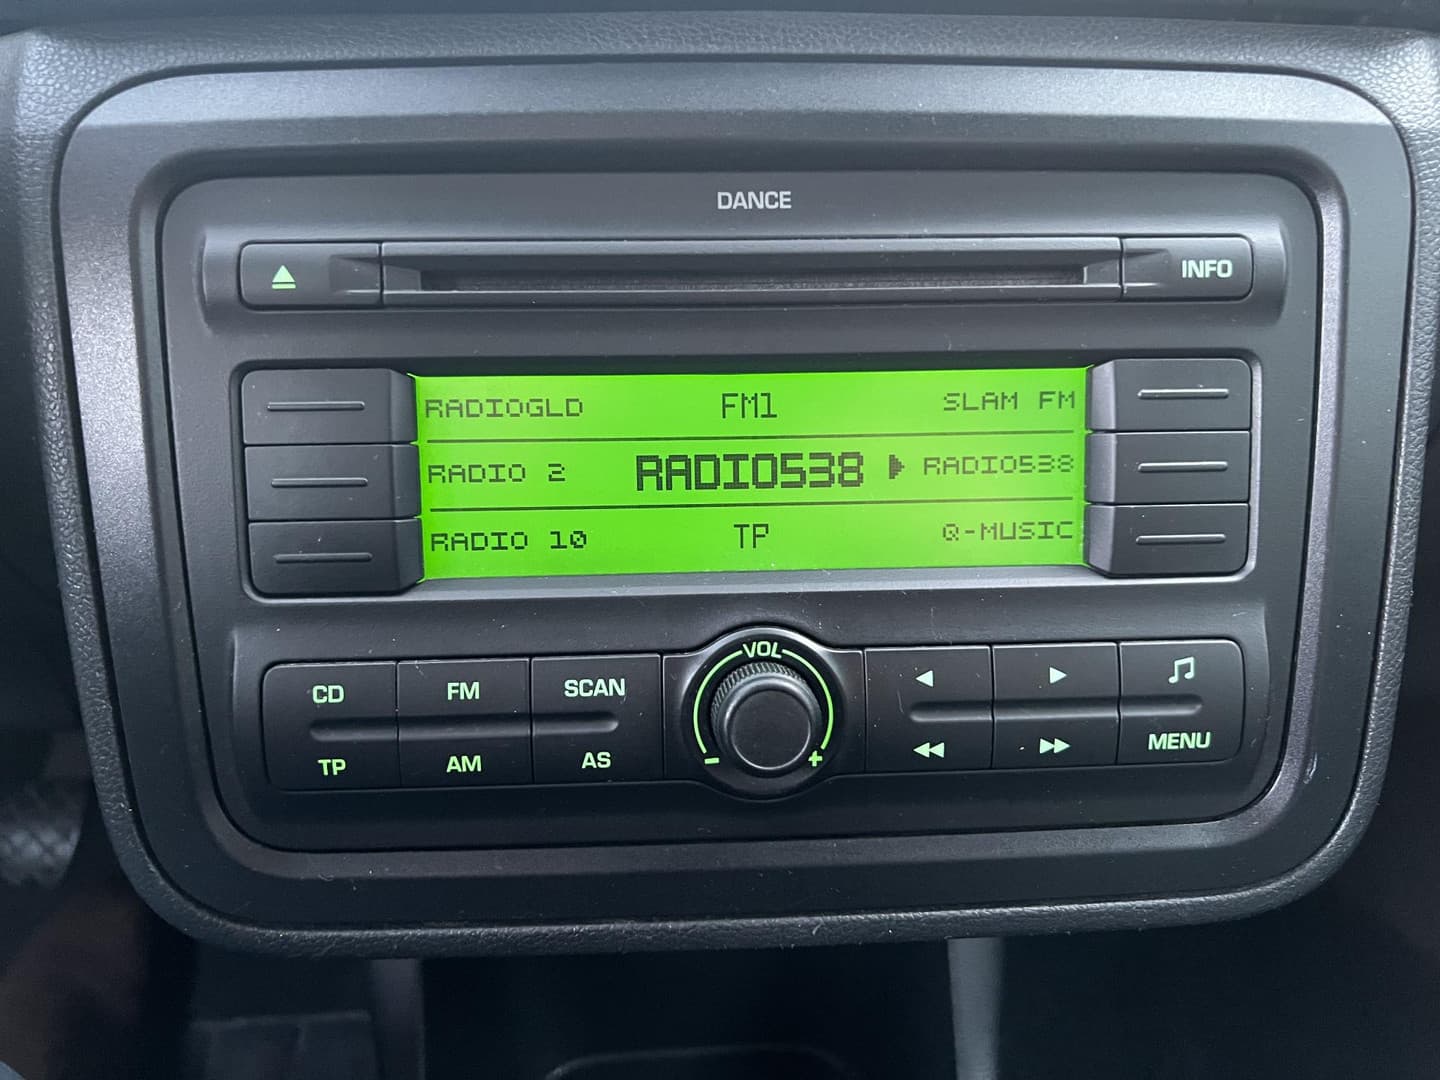 DANCE
INFO
RADIOGLD FM1 SLAM FM
RADIO 2 RADIO538 RADIO538
RADIO 10 TP Q-MUSIC
VOL
CD FM SCAN
TP AM AS - + MENU